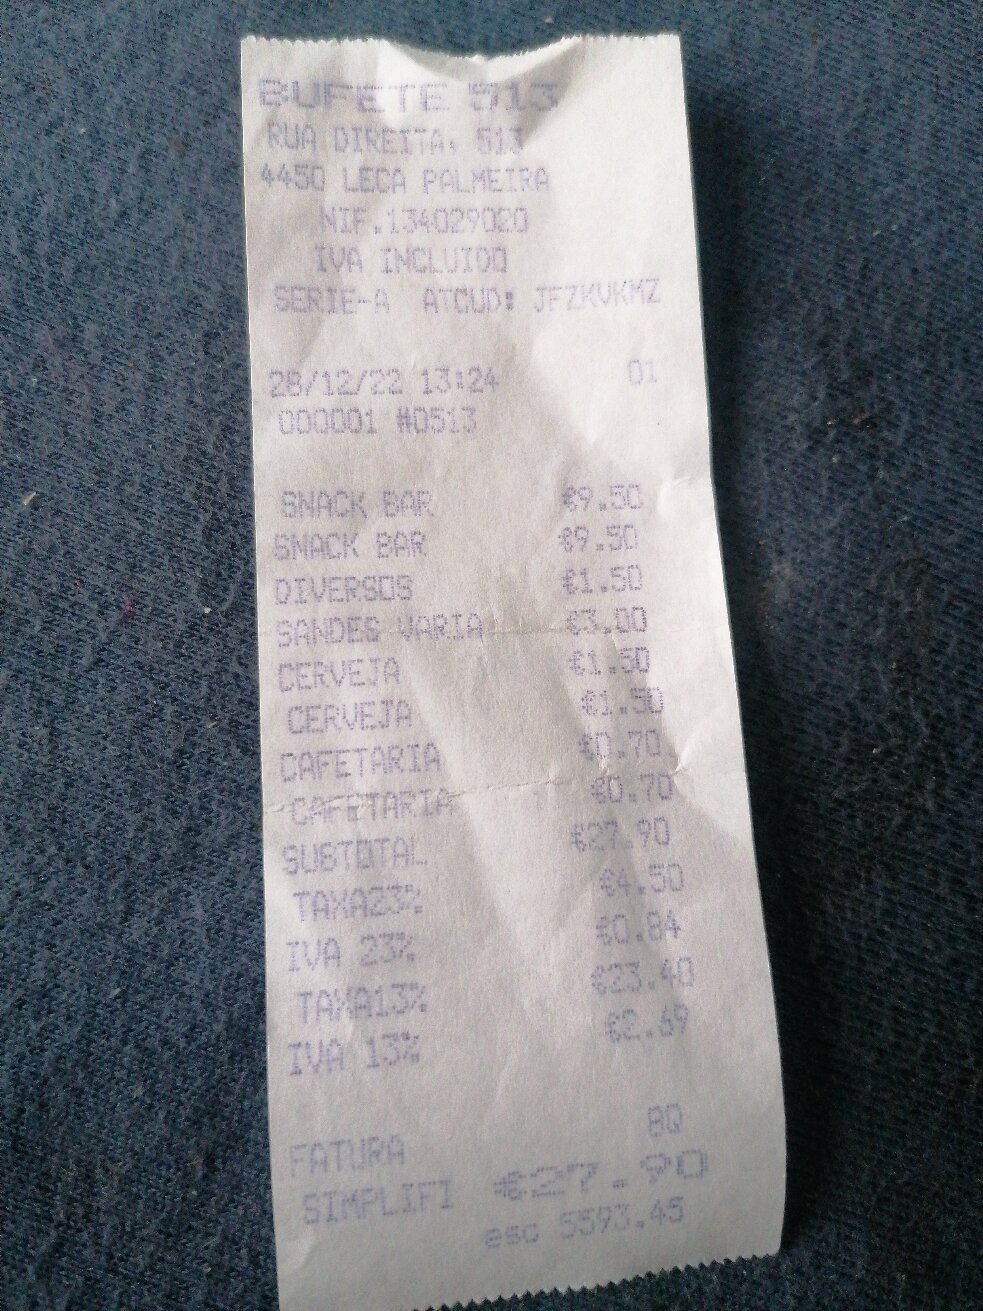 BUFETE 513
RUA DIREITA, 513
4450 LECA PALMEIRA
NIF.134029020
IVA INCLUIDO
SERIE-A ATCUD: JFZKVKMZ
28/12/22 13:24 01
000001 #0513
SNACK BAR €9.50
SNACK BAR €9.50
DIVERSOS €1.50
SANDES VARIA €3.00
CERVEJA €1.50
CERVEJA €1.50
CAFETARIA €0.70
CAFETARIA €0.70
SUBTOTAL €27.90
TAXA23% €4.50
IVA 23% €0.84
TAXA13% €23.40
IVA 13% €2.69
FATURA 8Q
SIMPLIFI €27.90
esc 5593.45